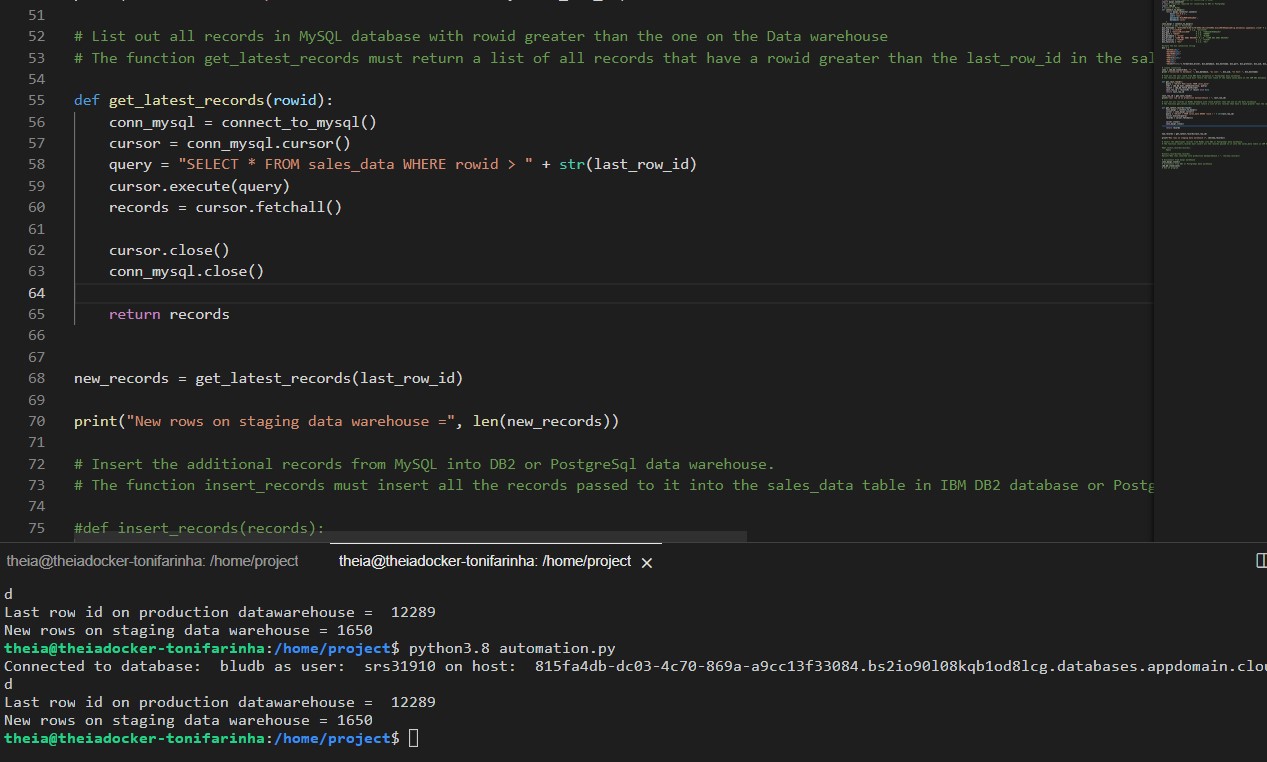 51
52 # List out all records in MySQL database with rowid greater than the one on the Data warehouse
53 # The function get_latest_records must return a list of all records that have a rowid greater than the last_row_id in the sal
54
55 def get_latest_records(rowid):
56 conn_mysql = connect_to_mysql()
57 cursor = conn_mysql.cursor()
58 query = "SELECT * FROM sales_data WHERE rowid > " + str(last_row_id)
59 cursor.execute(query)
60 records = cursor.fetchall()
61
62 cursor.close()
63 conn_mysql.close()
64
65 return records
66
67
68 new_records = get_latest_records(last_row_id)
69
70 print("New rows on staging data warehouse =", len(new_records))
71
72 # Insert the additional records from MySQL into DB2 or PostgreSql data warehouse.
73 # The function insert_records must insert all the records passed to it into the sales_data table in IBM DB2 database or Postg
74
75 #def insert_records(records):
theia@theiadocker-tonifarinha: /home/project theia@theiadocker-tonifarinha: /home/project ×
d
Last row id on production datawarehouse =  12289
New rows on staging data warehouse = 1650
theia@theiadocker-tonifarinha:/home/project$ python3.8 automation.py
Connected to database:  bludb as user:  srs31910 on host:  815fa4db-dc03-4c70-869a-a9cc13f33084.bs2io90l08kqb1od8lcg.databases.appdomain.clou
d
Last row id on production datawarehouse =  12289
New rows on staging data warehouse = 1650
theia@theiadocker-tonifarinha:/home/project$